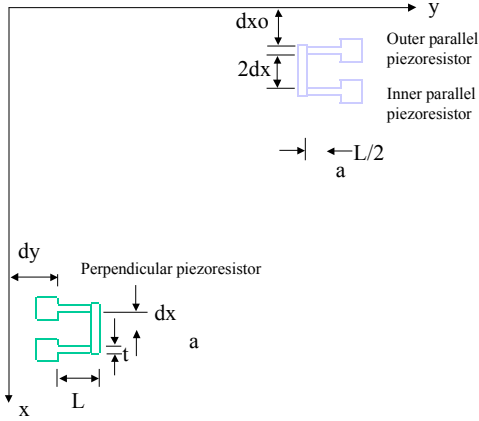 y
dxo
Outer parallel
piezoresistor
2dx
Inner parallel
piezoresistor
L/2
a
dy
Perpendicular piezoresistor
dx
a
t
L
x